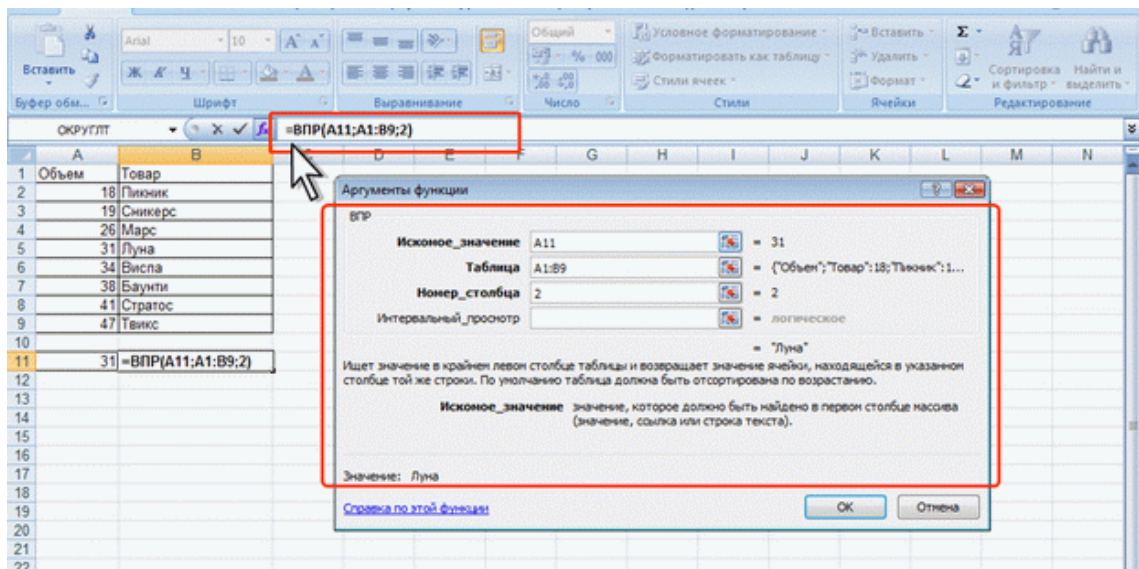 Arial 10 Общий Условное форматирование Вставить Σ
Вставить % 000 Форматировать как таблицу Удалить Сортировка Найти и
Ж К Ч А Стили ячеек Формат и фильтр выделить
Буфер обм... Шрифт Выравнивание Число Стили Ячейки Редактирование
ОКРУГЛТ =ВПР(A11;A1:B9;2)
A B D E F G H I J K L M N
1 Объем Товар
2 18 Пикник
3 19 Сникерс
4 26 Марс
5 31 Луна
6 34 Виспа
7 38 Баунти
8 41 Стратос
9 47 Твикс
10
11 31 =ВПР(A11;A1:B9;2)
12
13
14
15
16
17
18
19
20
21
22
Аргументы функции
ВПР
Искомое_значение A11 = 31
Таблица A1:B9 = {"Объем";"Товар":18;"Пикник":1...
Номер_столбца 2 = 2
Интервальный_просмотр = логическое
= "Луна"
Ищет значение в крайнем левом столбце таблицы и возвращает значение ячейки, находящейся в указанном
столбце той же строки. По умолчанию таблица должна быть отсортирована по возрастанию.
Искомое_значение значение, которое должно быть найдено в первом столбце массива
(значение, ссылка или строка текста).
Значение: Луна
Справка по этой функции OK Отмена